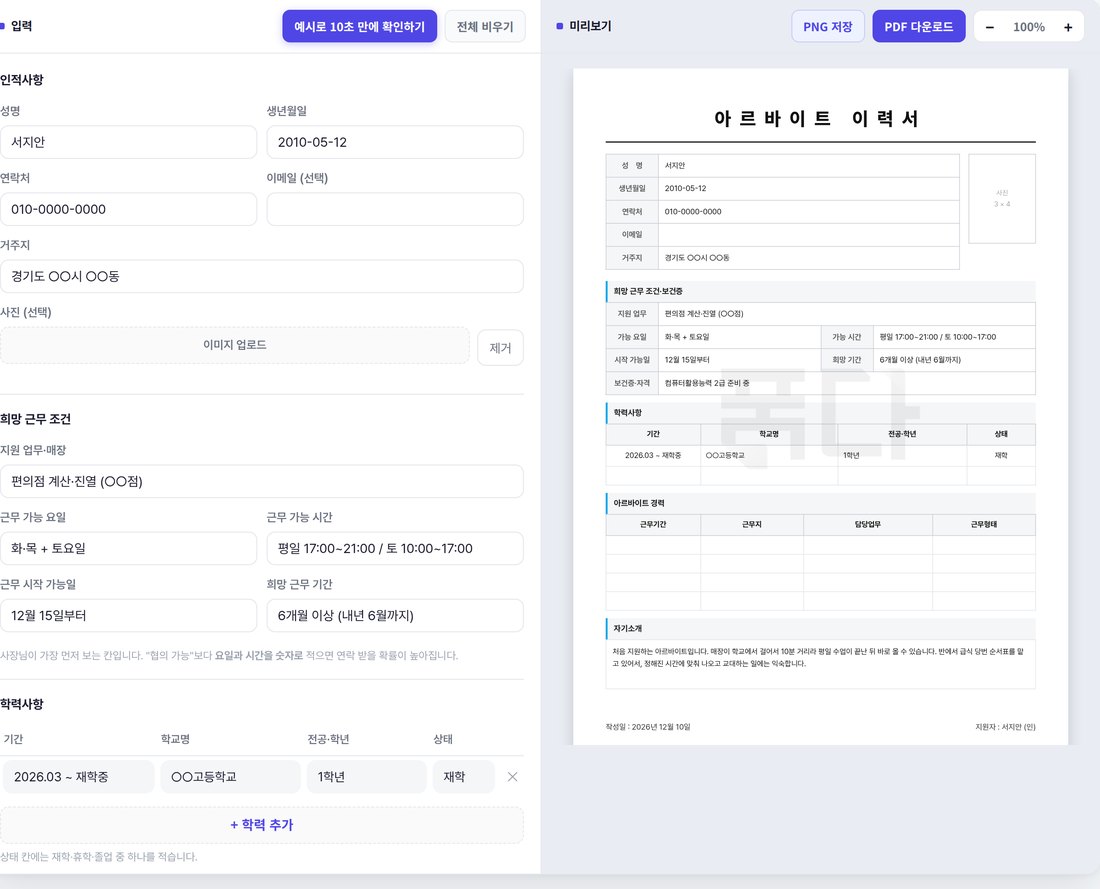 입력
예시로 10초 만에 확인하기
전체 비우기
인적사항
성명
생년월일
서지안
2010-05-12
연락처
이메일 (선택)
010-0000-0000
거주지
경기도 ○○시 ○○동
사진 (선택)
이미지 업로드
제거
희망 근무 조건
지원 업무·매장
편의점 계산·진열 (○○점)
근무 가능 요일
근무 가능 시간
화·목 + 토요일
평일 17:00~21:00 / 토 10:00~17:00
근무 시작 가능일
희망 근무 기간
12월 15일부터
6개월 이상 (내년 6월까지)
사장님이 가장 먼저 보는 칸입니다. "협의 가능"보다 요일과 시간을 숫자로 적으면 연락 받을 확률이 높아집니다.
학력사항
기간
학교명
전공·학년
상태
2026.03 ~ 재학중
○○고등학교
1학년
재학
×
+ 학력 추가
상태 칸에는 재학·휴학·졸업 중 하나를 적습니다.
미리보기
PNG 저장
PDF 다운로드
− 100% +
아르바이트 이력서
성 명
서지안
생년월일
2010-05-12
연락처
010-0000-0000
이메일
거주지
경기도 ○○시 ○○동
사진
3 × 4
희망 근무 조건·보건증
지원 업무
편의점 계산·진열 (○○점)
가능 요일
화·목 + 토요일
가능 시간
평일 17:00~21:00 / 토 10:00~17:00
시작 가능일
12월 15일부터
희망 기간
6개월 이상 (내년 6월까지)
보건증·자격
컴퓨터활용능력 2급 준비 중
학력사항
기간
학교명
전공·학년
상태
2026.03 ~ 재학중
○○고등학교
1학년
재학
아르바이트 경력
근무기간
근무지
담당업무
근무형태
자기소개
처음 지원하는 아르바이트입니다. 매장이 학교에서 걸어서 10분 거리라 평일 수업이 끝난 뒤 바로 올 수 있습니다. 반에서 급식 당번 순서표를 맡
고 있어서, 정해진 시간에 맞춰 나오고 교대하는 일에는 익숙합니다.
작성일 : 2026년 12월 10일
지원자 : 서지안 (인)